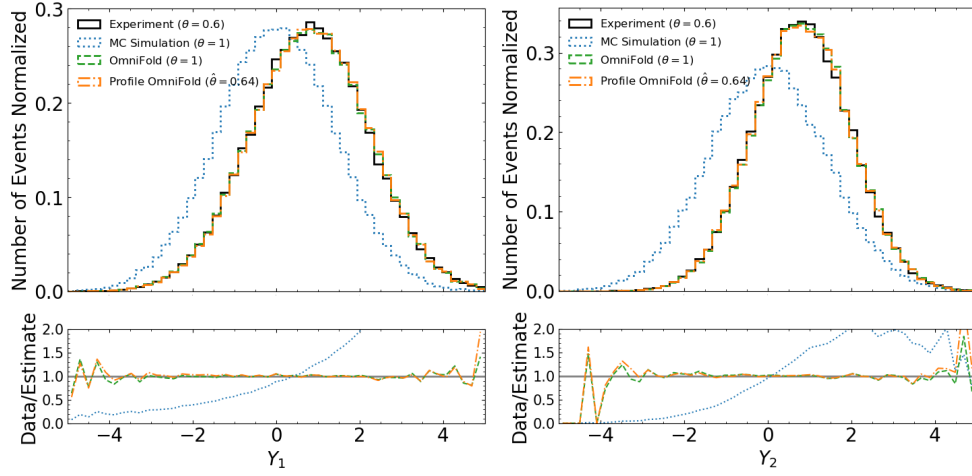 Number of Events Normalized
0.3
0.2
0.1
0.0
Experiment (θ = 0.6)
MC Simulation (θ = 1)
OmniFold (θ = 1)
Profile OmniFold (θ̂ = 0.64)
Data/Estimate
2.0
1.5
1.0
0.5
0.0
−4
−2
0
2
4
Y₁
Number of Events Normalized
0.3
0.2
0.1
0.0
Experiment (θ = 0.6)
MC Simulation (θ = 1)
OmniFold (θ = 1)
Profile OmniFold (θ̂ = 0.64)
Data/Estimate
2.0
1.5
1.0
0.5
0.0
−4
−2
0
2
4
Y₂